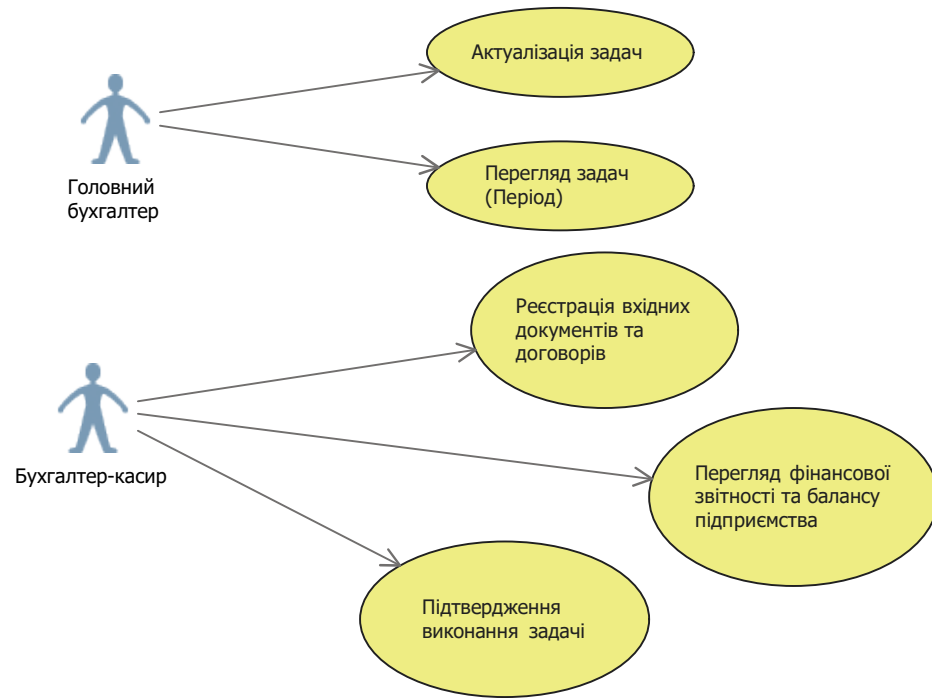 Актуалізація задач
Перегляд задач
(Період)
Головний
бухгалтер
Реєстрація вхідних
документів та
договорів
Бухгалтер-касир
Перегляд фінансової
звітності та балансу
підприємства
Підтвердження
виконання задачі